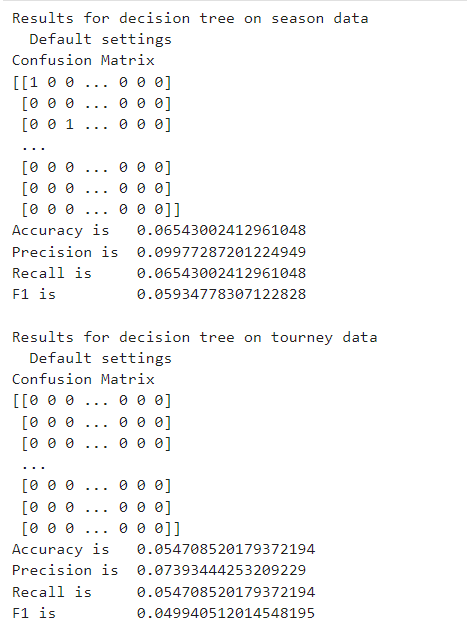 Results for decision tree on season data
  Default settings
Confusion Matrix
[[1 0 0 ... 0 0 0]
 [0 0 0 ... 0 0 0]
 [0 0 1 ... 0 0 0]
 ...
 [0 0 0 ... 0 0 0]
 [0 0 0 ... 0 0 0]
 [0 0 0 ... 0 0 0]]
Accuracy is   0.06543002412961048
Precision is  0.09977287201224949
Recall is     0.06543002412961048
F1 is         0.05934778307122828

Results for decision tree on tourney data
  Default settings
Confusion Matrix
[[0 0 0 ... 0 0 0]
 [0 0 0 ... 0 0 0]
 [0 0 0 ... 0 0 0]
 ...
 [0 0 0 ... 0 0 0]
 [0 0 0 ... 0 0 0]
 [0 0 0 ... 0 0 0]]
Accuracy is   0.054708520179372194
Precision is  0.07393444253209229
Recall is     0.054708520179372194
F1 is         0.049940512014548195